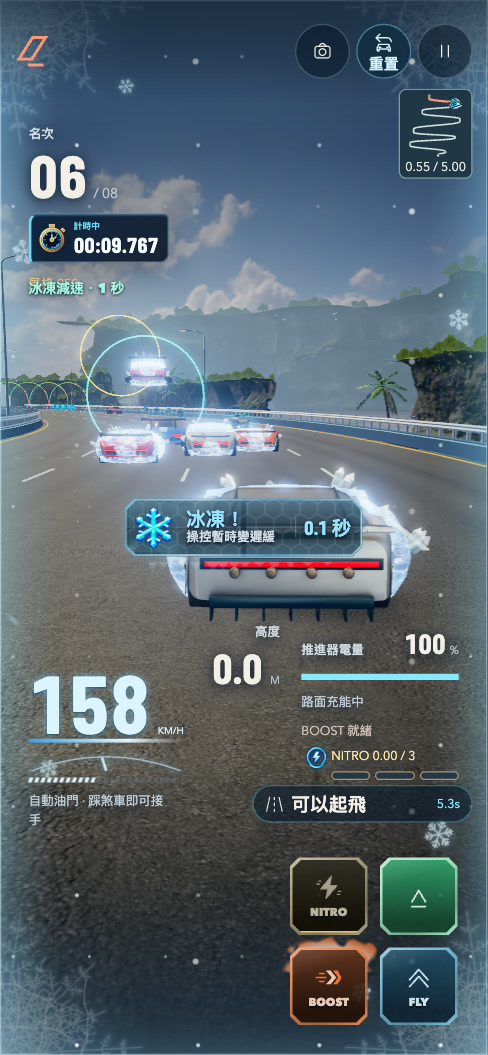 重置
0.55 / 5.00
名次
06 / 08
計時中
00:09.767
冰凍減速 · 1 秒
冰凍！
操控暫時變遲緩
0.1 秒
高度
0.0 M
推進器電量 100 %
路面充能中
BOOST 就緒
NITRO 0.00 / 3
158 KM/H
自動油門 · 踩煞車即可接
手
可以起飛 5.3s
NITRO
BOOST
FLY